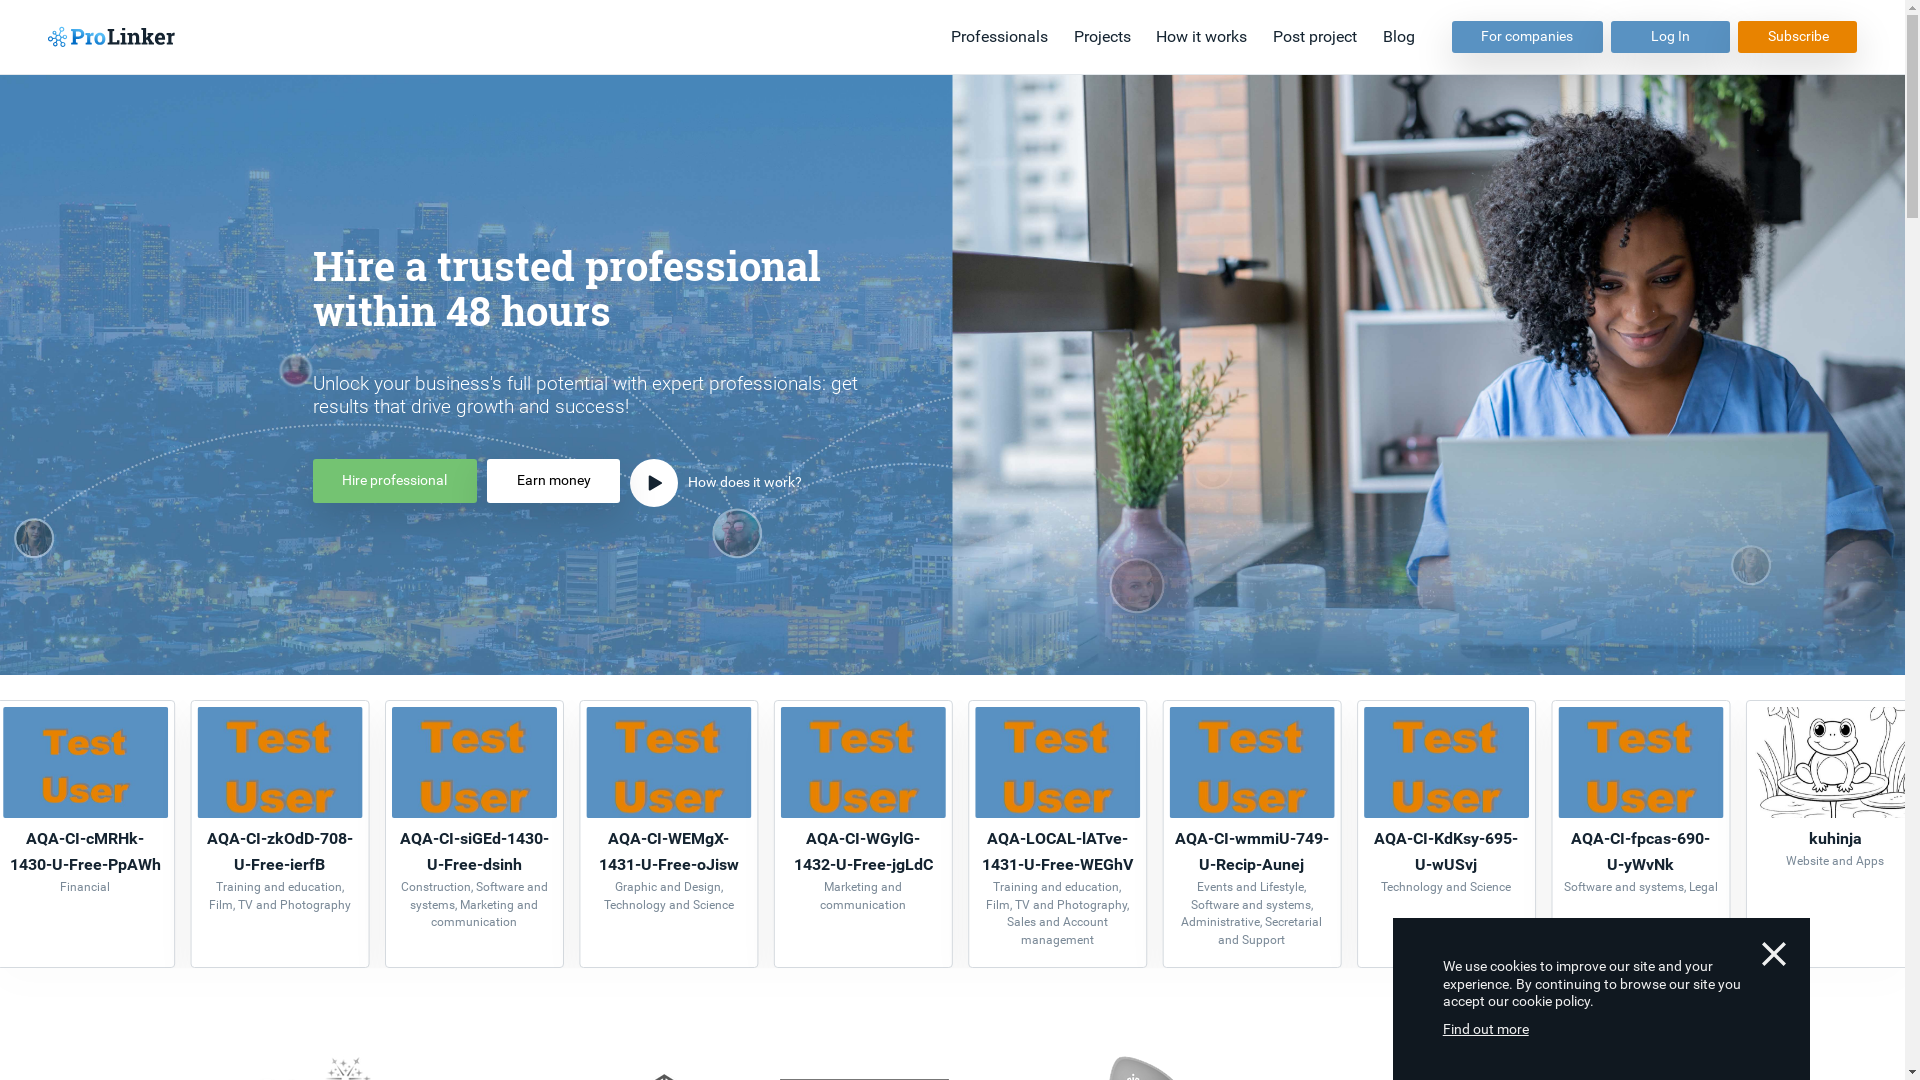 ProLinker
Professionals
Projects
How it works
Post project
Blog
For companies
Log In
Subscribe
Hire a trusted professional
within 48 hours
Unlock your business's full potential with expert professionals: get
results that drive growth and success!
Hire professional
Earn money
How does it work?
Test
User
AQA-CI-cMRHk-
1430-U-Free-PpAWh
Financial
Test
User
AQA-CI-zkOdD-708-
U-Free-ierfB
Training and education,
Film, TV and Photography
Test
User
AQA-CI-siGEd-1430-
U-Free-dsinh
Construction, Software and
systems, Marketing and
communication
Test
User
AQA-CI-WEMgX-
1431-U-Free-oJisw
Graphic and Design,
Technology and Science
Test
User
AQA-CI-WGylG-
1432-U-Free-jgLdC
Marketing and
communication
Test
User
AQA-LOCAL-lATve-
1431-U-Free-WEGhV
Training and education,
Film, TV and Photography,
Sales and Account
management
Test
User
AQA-CI-wmmiU-749-
U-Recip-Aunej
Events and Lifestyle,
Software and systems,
Administrative, Secretarial
and Support
Test
User
AQA-CI-KdKsy-695-
U-wUSvj
Technology and Science
Test
User
AQA-CI-fpcas-690-
U-yWvNk
Software and systems, Legal
kuhinja
Website and Apps
We use cookies to improve our site and your
experience. By continuing to browse our site you
accept our cookie policy.
Find out more